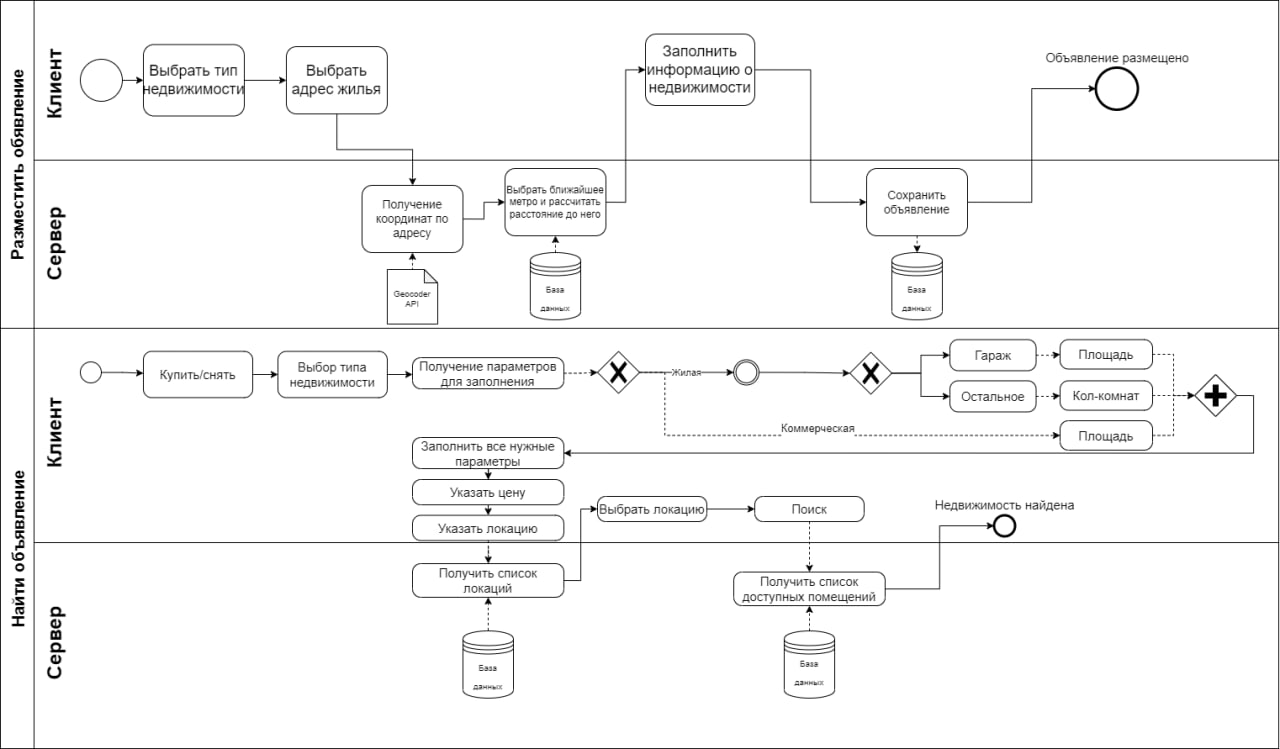 Разместить обявление
Клиент
Выбрать тип
недвижимости
Выбрать
адрес жилья
Заполнить
информацию о
недвижимости
Объявление размещено
Сервер
Получение
координат по
адресу
Geocoder
API
Выбрать ближайшее
метро и рассчитать
расстояние до него
База
данных
Сохранить
объявление
База
данных
Найти объявление
Клиент
Купить/снять
Выбор типа
недвижимости
Получение параметров
для заполнения
Жилая
Коммерческая
Гараж
Площадь
Остальное
Кол-комнат
Площадь
Заполнить все нужные
параметры
Указать цену
Указать локацию
Выбрать локацию
Поиск
Недвижимость найдена
Сервер
Получить список
локаций
База
данных
Получить список
доступных помещений
База
данных